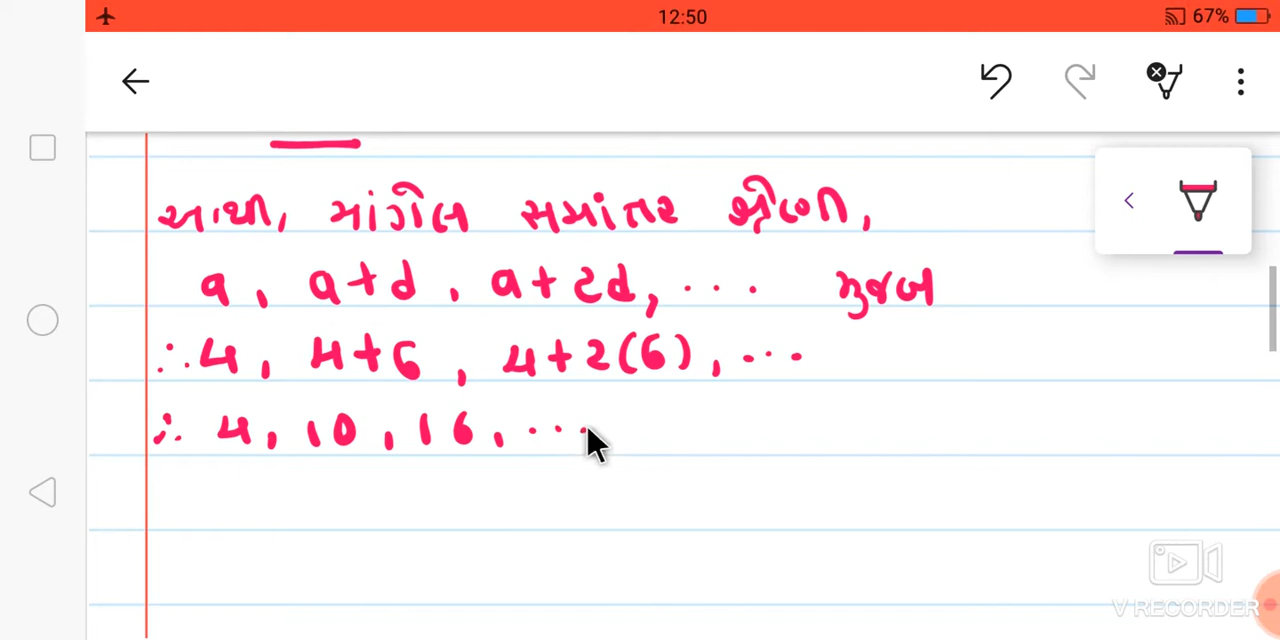 12:50
67%
આથી, માંગેલ સમાંતર શ્રેણી,
a, a+d, a+2d, ... મુજબ
∴ 4, 4+6, 4+2(6), ...
∴ 4, 10, 16, ...
V RECORDER